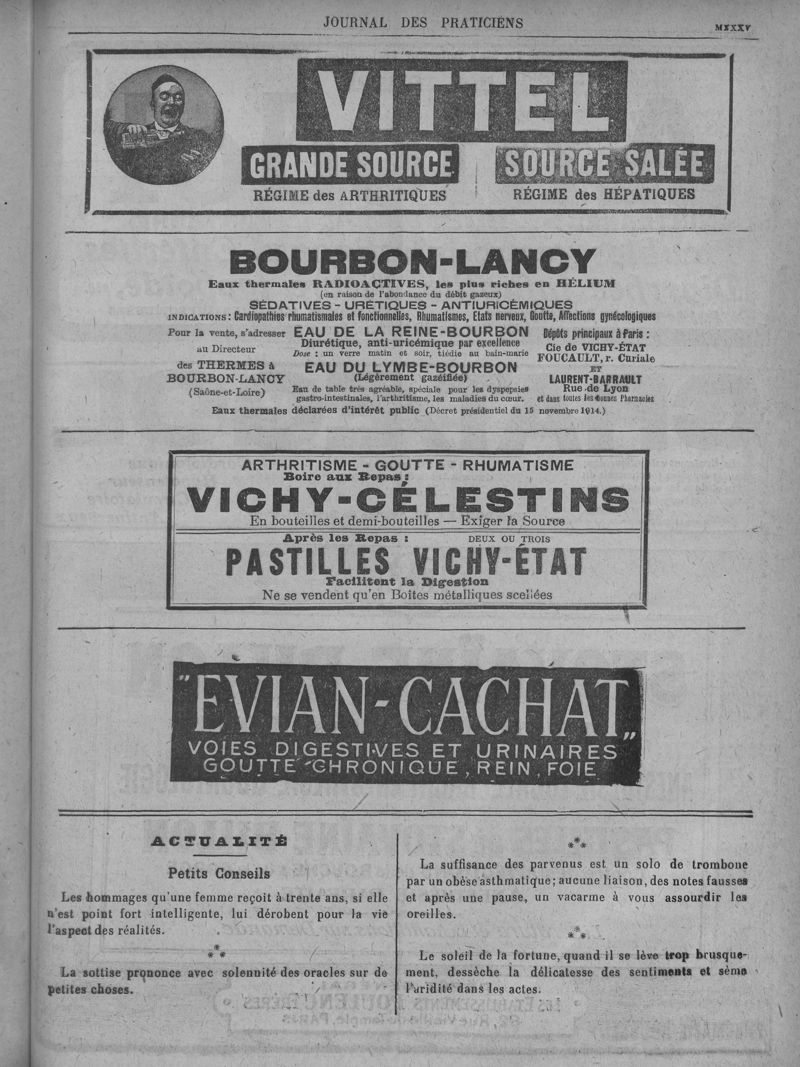 JOURNAL DES PRATICIENS
MXXXV
VITTEL
GRANDE SOURCE
SOURCE SALÉE
RÉGIME des ARTHRITIQUES
RÉGIME des HÉPATIQUES
BOURBON-LANCY
Eaux thermales RADIOACTIVES, les plus riches en HÉLIUM
(en raison de l'abondance du débit gazeux)
SÉDATIVES - URÉTIQUES - ANTIURICÉMIQUES
INDICATIONS : Cardiopathies rhumatismales et fonctionnelles, Rhumatismes, Etats nerveux, Goutte, Affections gynécologiques
Pour la vente, s'adresser
au Directeur
des THERMES à
BOURBON-LANCY
(Saône-et-Loire)
EAU DE LA REINE-BOURBON
Diurétique, anti-uricémique par excellence
Dose : un verre matin et soir, tiédie au bain-marie
EAU DU LYMBE-BOURBON
(Légèrement gazéifiée)
Eau de table très agréable, spéciale pour les dyspepsies
gastro-intestinales, l'arthritisme, les maladies du cœur.
Dépôts principaux à Paris :
Cie de VICHY-ÉTAT
FOUCAULT, r. Curiale
ET
LAURENT-BARRAULT
Rue de Lyon
et dans toutes les bonnes Pharmacies
Eaux thermales déclarées d'intérêt public (Décret présidentiel du 15 novembre 1914.)
ARTHRITISME - GOUTTE - RHUMATISME
Boire aux Repas :
VICHY-CÉLESTINS
En bouteilles et demi-bouteilles — Exiger la Source
Après les Repas : DEUX OU TROIS
PASTILLES VICHY-ÉTAT
Facilitent la Digestion
Ne se vendent qu'en Boîtes métalliques scellées
"EVIAN-CACHAT"
VOIES DIGESTIVES ET URINAIRES
GOUTTE CHRONIQUE, REIN, FOIE
ACTUALITÉ
Petits Conseils
Les hommages qu'une femme reçoit à trente ans, si elle
n'est point fort intelligente, lui dérobent pour la vie
l'aspect des réalités.
* * *
La sottise prononce avec solennité des oracles sur de
petites choses.
* * *
La suffisance des parvenus est un solo de trombone
par un obèse asthmatique ; aucune liaison, des notes fausses
et après une pause, un vacarme à vous assourdir les
oreilles.
* * *
Le soleil de la fortune, quand il se lève trop brusque-
ment, dessèche la délicatesse des sentiments et sème
l'aridité dans les actes.